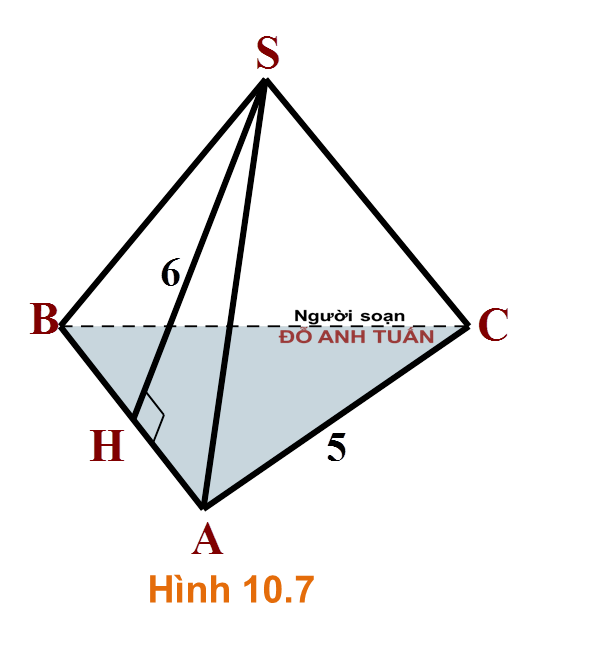 S
6
B
Người soạn
C
ĐỖ ANH TUẤN
H
5
A
Hình 10.7